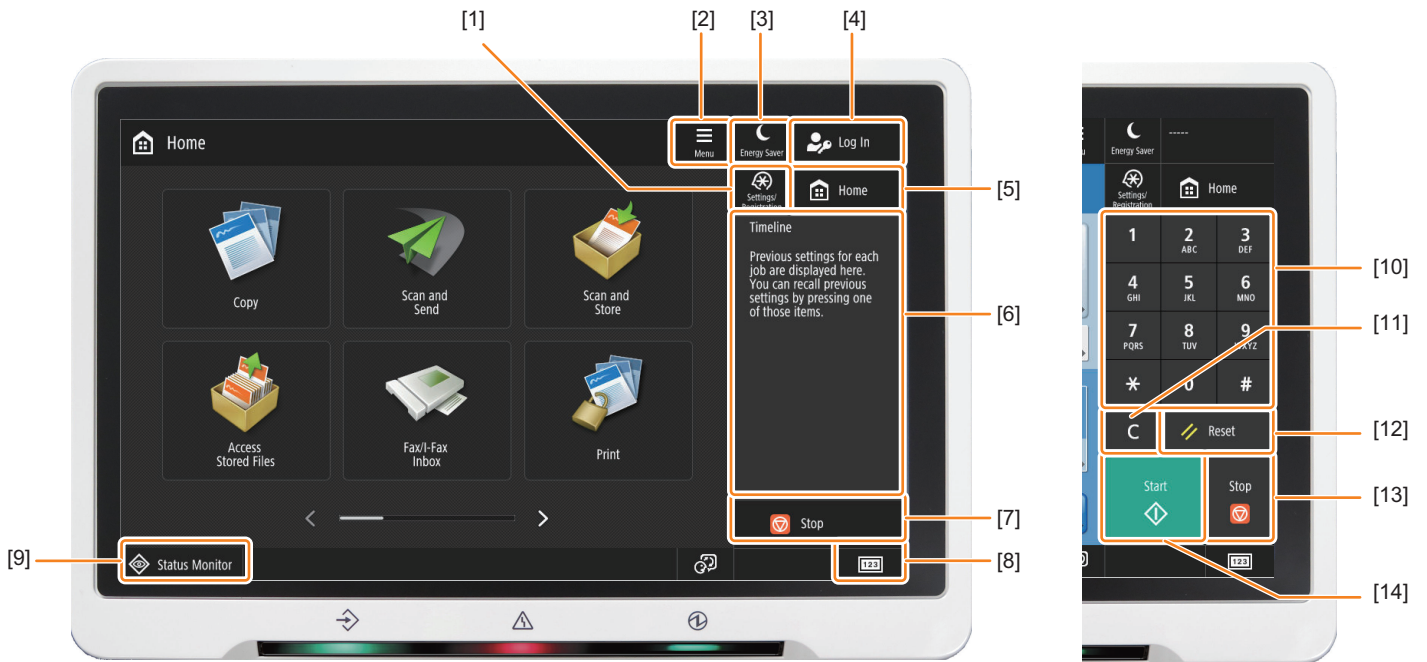 [1]
[2]
[3]
[4]
Home
Menu
Energy Saver
Log In
Settings/
Registration
Home
[5]
Timeline
Previous settings for each
job are displayed here.
You can recall previous
settings by pressing one
of those items.
[6]
Copy
Scan and
Send
Scan and
Store
Access
Stored Files
Fax/I-Fax
Inbox
Print
Stop
[7]
[9]
Status Monitor
123
[8]
Energy Saver
-----
Settings/
Registration
Home
1
2
ABC
3
DEF
[10]
4
GHI
5
JKL
6
MNO
[11]
7
PQRS
8
TUV
9
WXYZ
*
0
#
C
Reset
[12]
Start
Stop
[13]
123
[14]